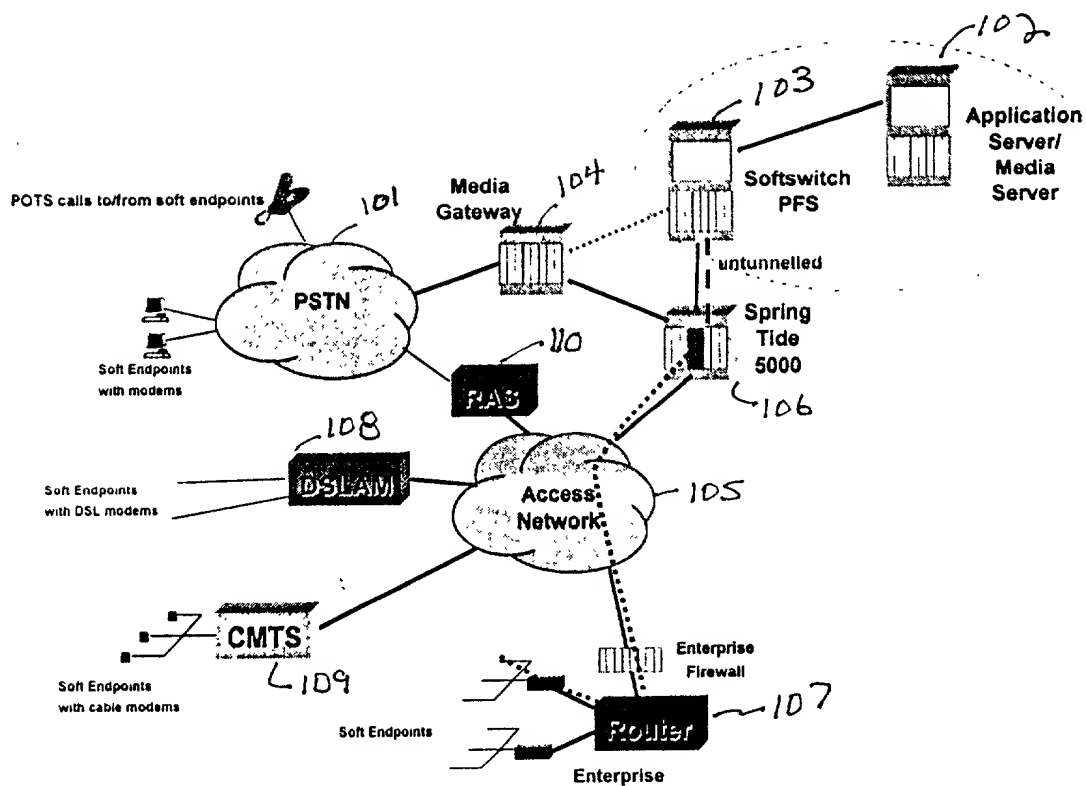 102
103
Application
Server/
Media
Server
Softswitch
PFS
POTS calls to/from soft endpoints
101
Media
Gateway
104
untunnelled
PSTN
Spring
Tide
5000
106
Soft Endpoints
with modems
110
RAS
108
DSLAM
Soft Endpoints
with DSL modems
Access
Network
105
CMTS
109
Soft Endpoints
with cable modems
Enterprise
Firewall
107
Router
Soft Endpoints
Enterprise